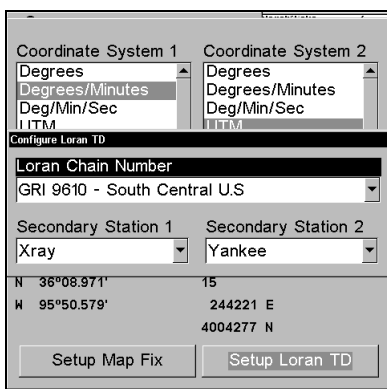 Coordinate System 1 Coordinate System 2
Degrees Degrees
Degrees/Minutes Degrees/Minutes
Deg/Min/Sec Deg/Min/Sec
UTM UTM
Configure Loran TD
Loran Chain Number
GRI 9610 - South Central U.S
Secondary Station 1 Secondary Station 2
Xray Yankee
N 36°08.971' 15
W 95°50.579' 244221 E
4004277 N
Setup Map Fix Setup Loran TD